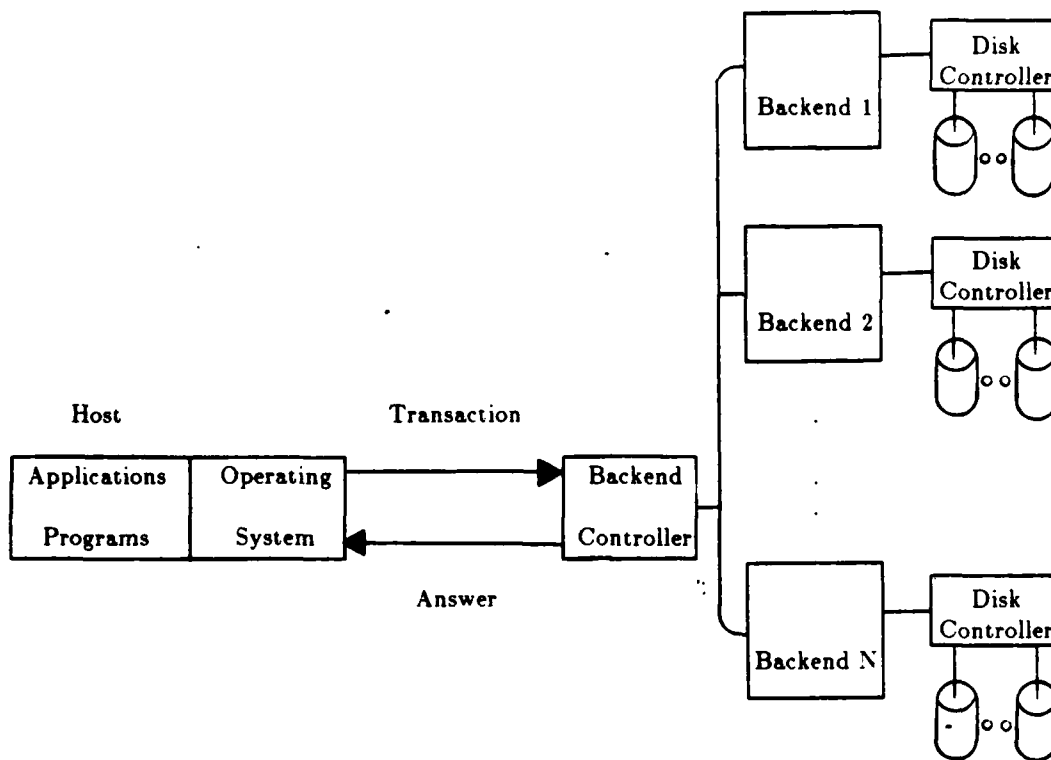 Disk
Controller
Backend 1
Disk
Controller
Backend 2
Host
Transaction
Applications
Programs
Operating
System
Backend
Controller
Answer
Disk
Controller
Backend N